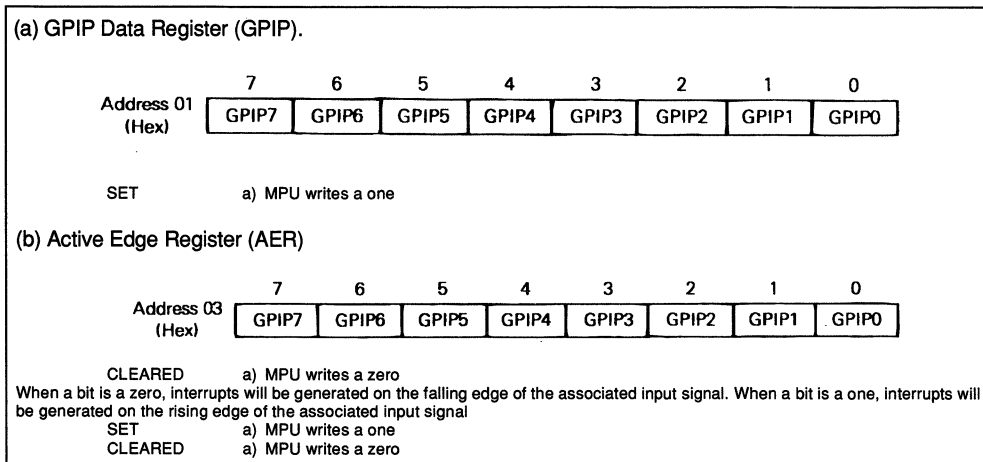 (a) GPIP Data Register (GPIP).
7 6 5 4 3 2 1 0
Address 01
(Hex)
GPIP7 GPIP6 GPIP5 GPIP4 GPIP3 GPIP2 GPIP1 GPIP0
SET a) MPU writes a one
(b) Active Edge Register (AER)
7 6 5 4 3 2 1 0
Address 03
(Hex)
GPIP7 GPIP6 GPIP5 GPIP4 GPIP3 GPIP2 GPIP1 GPIP0
CLEARED a) MPU writes a zero
When a bit is a zero, interrupts will be generated on the falling edge of the associated input signal. When a bit is a one, interrupts will
be generated on the rising edge of the associated input signal
SET a) MPU writes a one
CLEARED a) MPU writes a zero